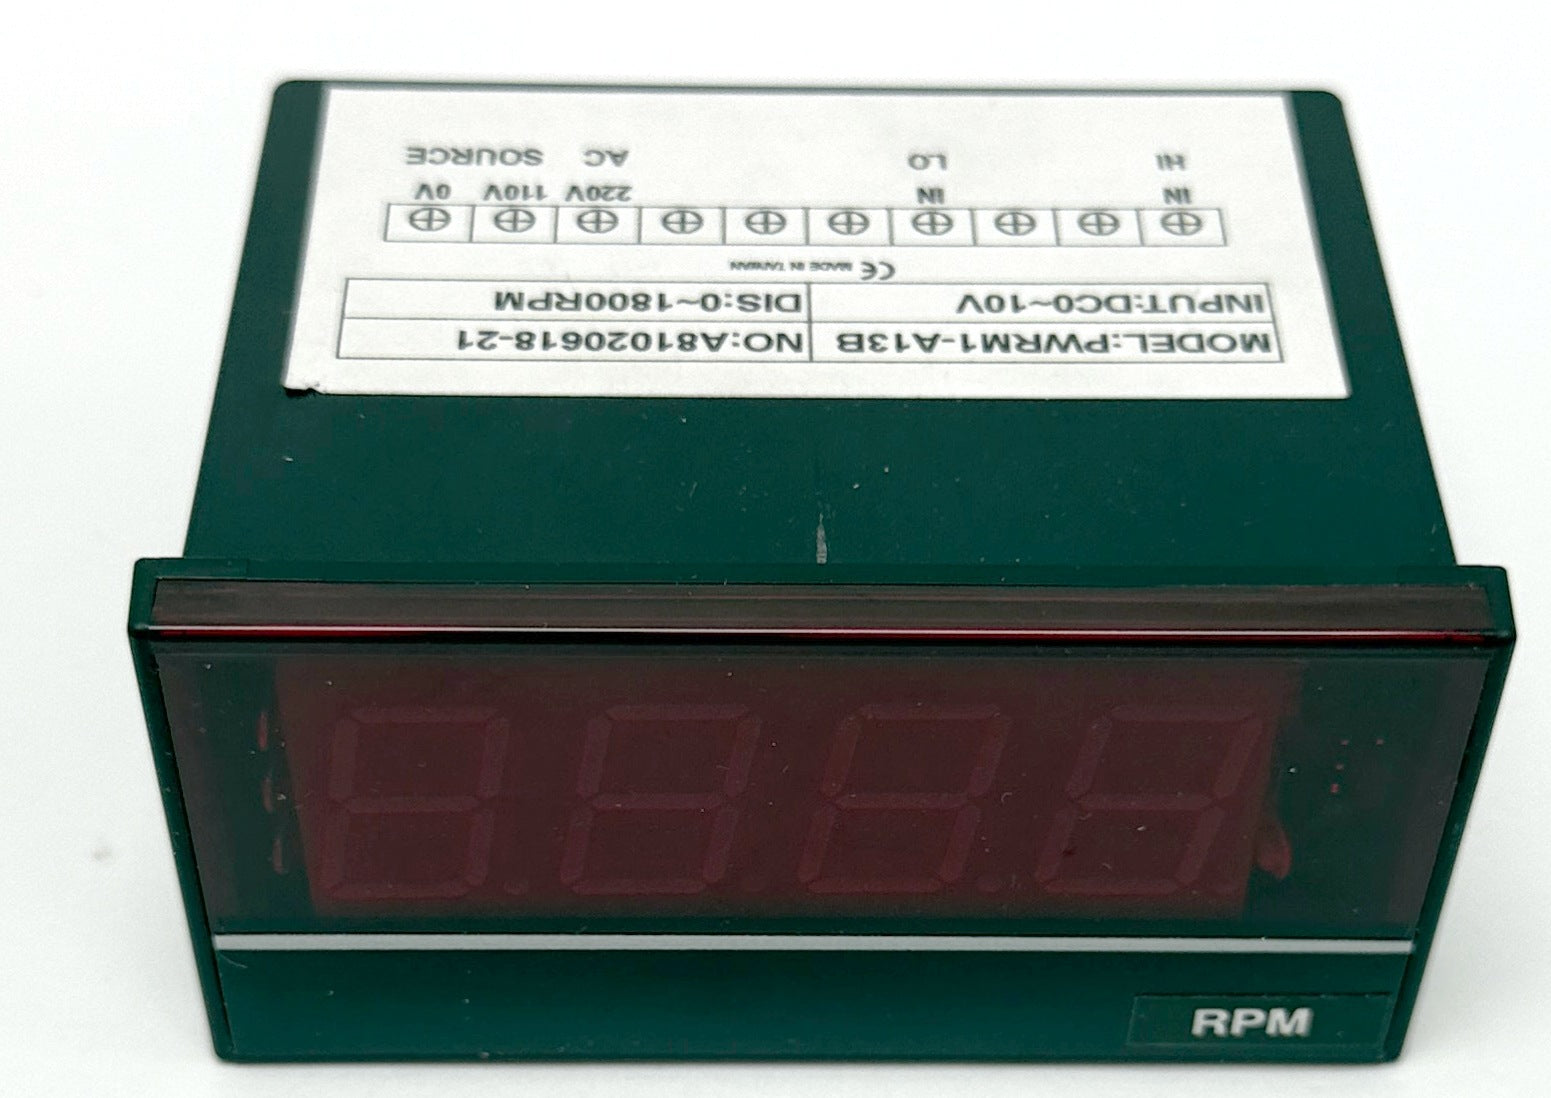 MODEL:PWRM1-A13B NO:A81020618-21
INPUT:DC0~10V DIS:0~1800RPM
CE MADE IN TAIWAN
IN IN 220V 110V 0V
HI LO AC SOURCE
RPM